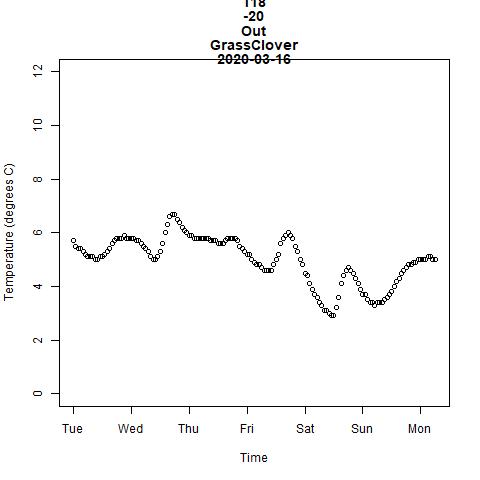 T18
-20
Out
GrassClover
2020-03-16
12
10
8
6
4
2
0
Temperature (degrees C)
Tue Wed Thu Fri Sat Sun Mon
Time